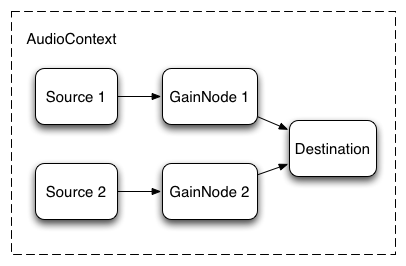 AudioContext
Source 1
GainNode 1
Destination
Source 2
GainNode 2